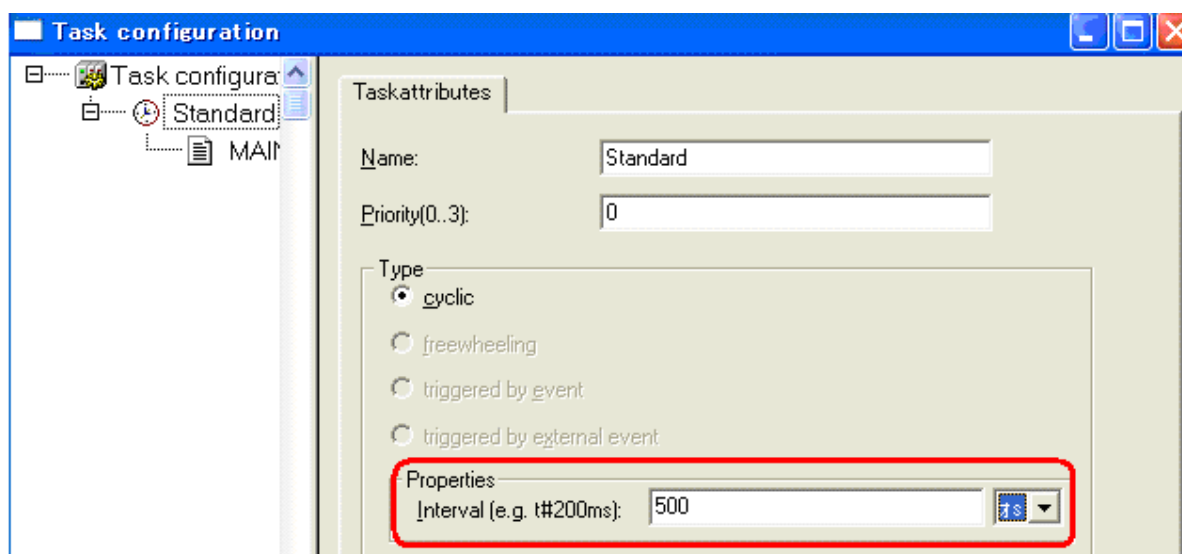 Task configuration
Task configura
Standard
MAIN
Taskattributes
Name:
Standard
Priority(0..3):
0
Type
cyclic
freewheeling
triggered by event
triggered by external event
Properties
Interval (e.g. t#200ms):
500